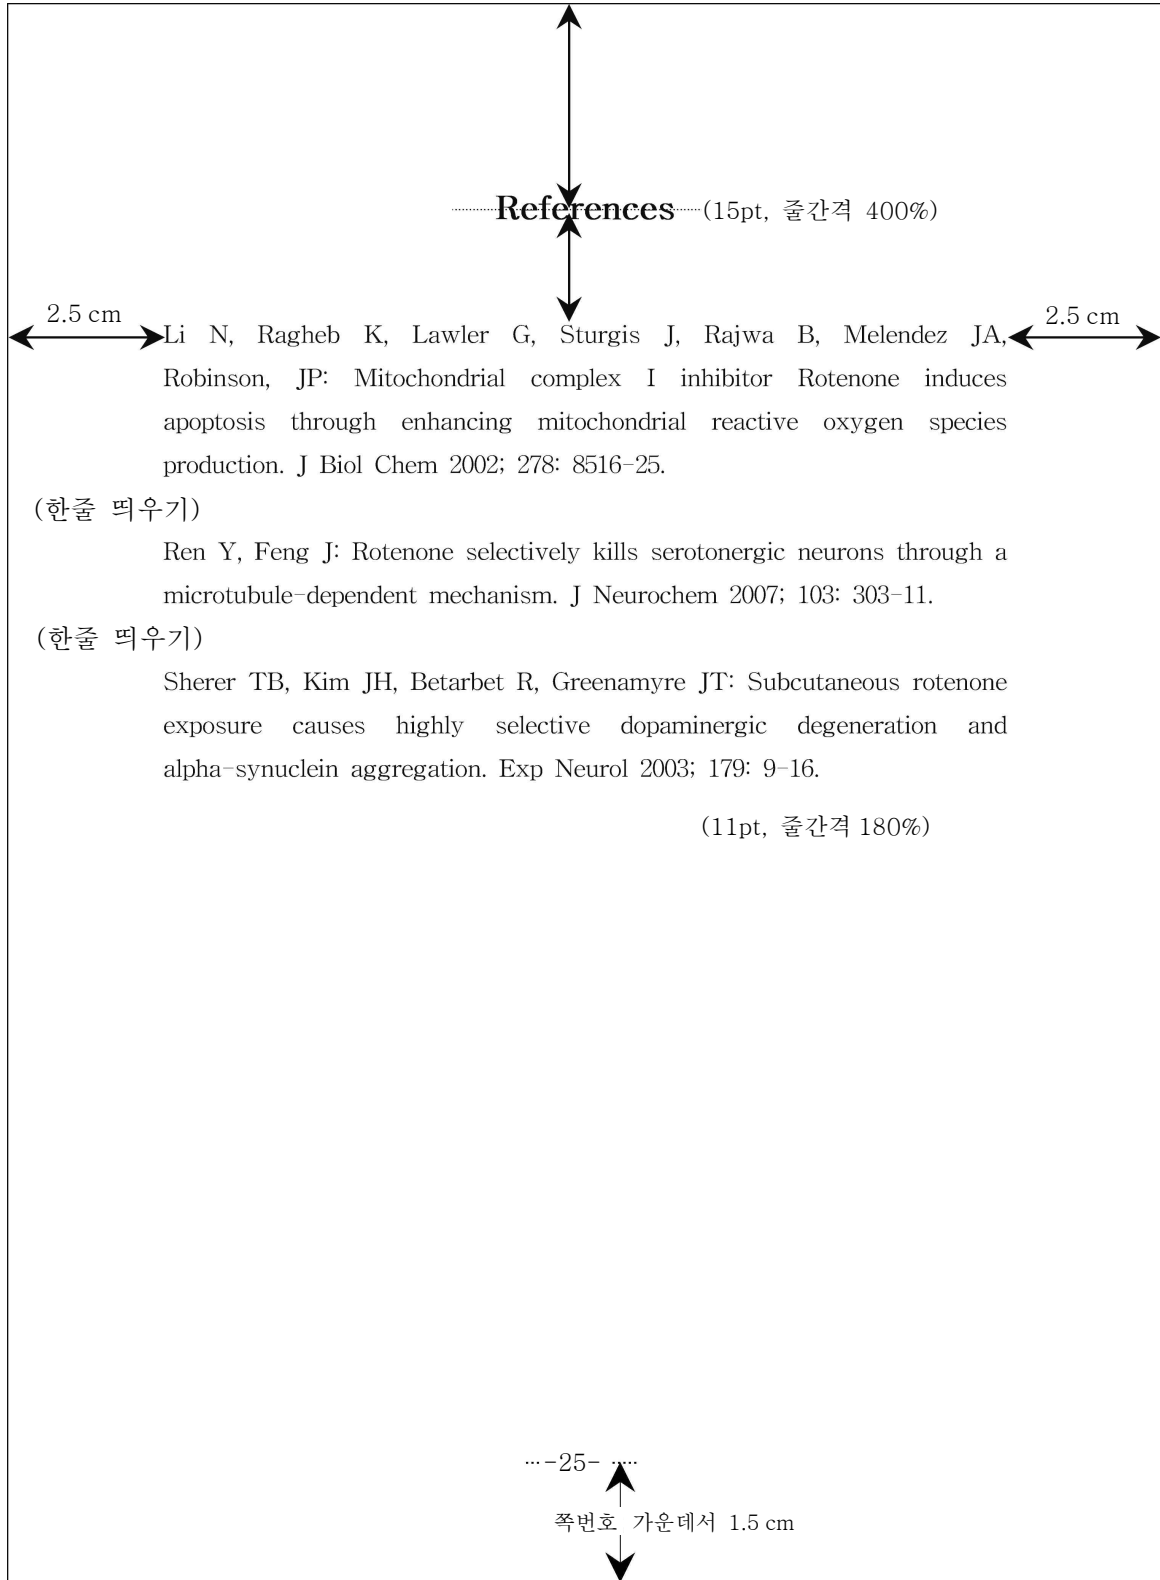 References (15pt, 줄간격 400%)
2.5 cm
2.5 cm
Li N, Ragheb K, Lawler G, Sturgis J, Rajwa B, Melendez JA,
Robinson, JP: Mitochondrial complex I inhibitor Rotenone induces
apoptosis through enhancing mitochondrial reactive oxygen species
production. J Biol Chem 2002; 278: 8516-25.
(한줄 띄우기)
Ren Y, Feng J: Rotenone selectively kills serotonergic neurons through a
microtubule-dependent mechanism. J Neurochem 2007; 103: 303-11.
(한줄 띄우기)
Sherer TB, Kim JH, Betarbet R, Greenamyre JT: Subcutaneous rotenone
exposure causes highly selective dopaminergic degeneration and
alpha-synuclein aggregation. Exp Neurol 2003; 179: 9-16.
(11pt, 줄간격 180%)
-25-
쪽번호 가운데서 1.5 cm